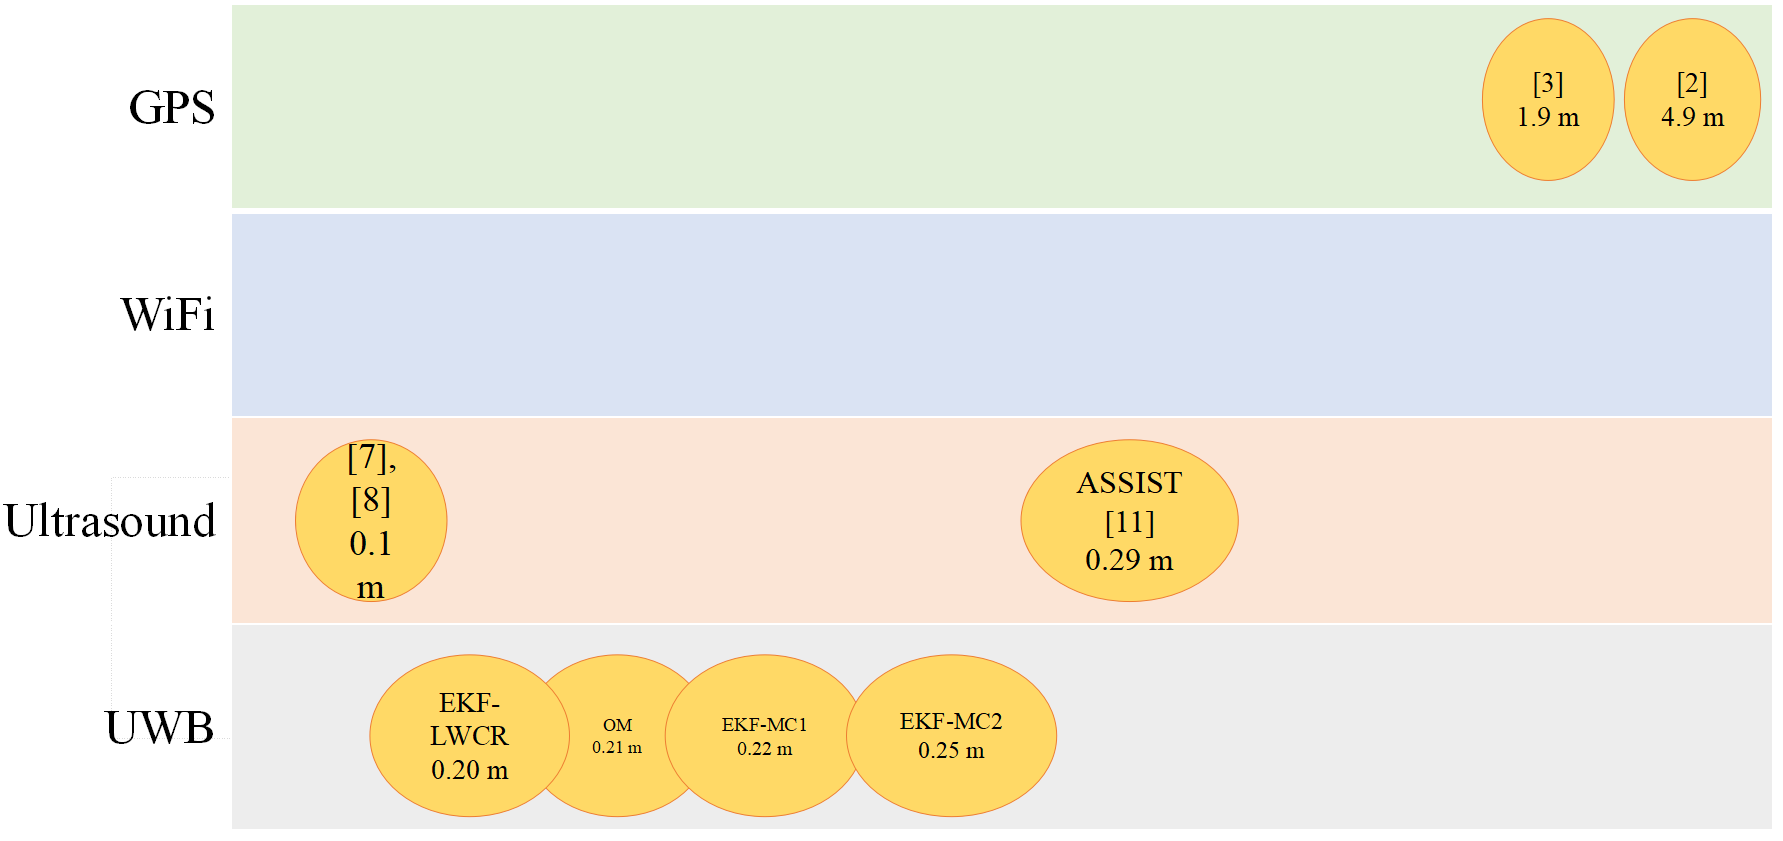 GPS
[3]
1.9 m
[2]
4.9 m
WiFi
Ultrasound
[7],
[8]
0.1
m
ASSIST
[11]
0.29 m
UWB
EKF-
LWCR
0.20 m
OM
0.21 m
EKF-MC1
0.22 m
EKF-MC2
0.25 m